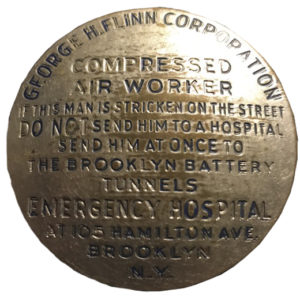 GEORGE H. FLINN CORPORATION
COMPRESSED
AIR WORKER
IF THIS MAN IS STRICKEN ON THE STREET
DO NOT SEND HIM TO A HOSPITAL
SEND HIM AT ONCE TO
THE BROOKLYN BATTERY
TUNNELS
EMERGENCY HOSPITAL
AT 105 HAMILTON AVE.
BROOKLYN
N.Y.